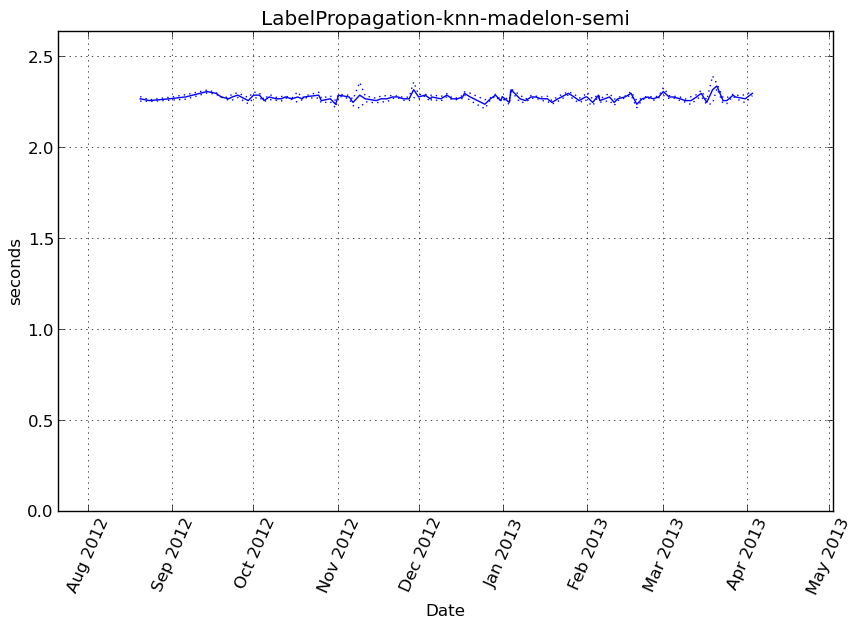 LabelPropagation-knn-madelon-semi
2.5
2.0
1.5
1.0
0.5
0.0
seconds
Aug 2012
Sep 2012
Oct 2012
Nov 2012
Dec 2012
Jan 2013
Feb 2013
Mar 2013
Apr 2013
May 2013
Date